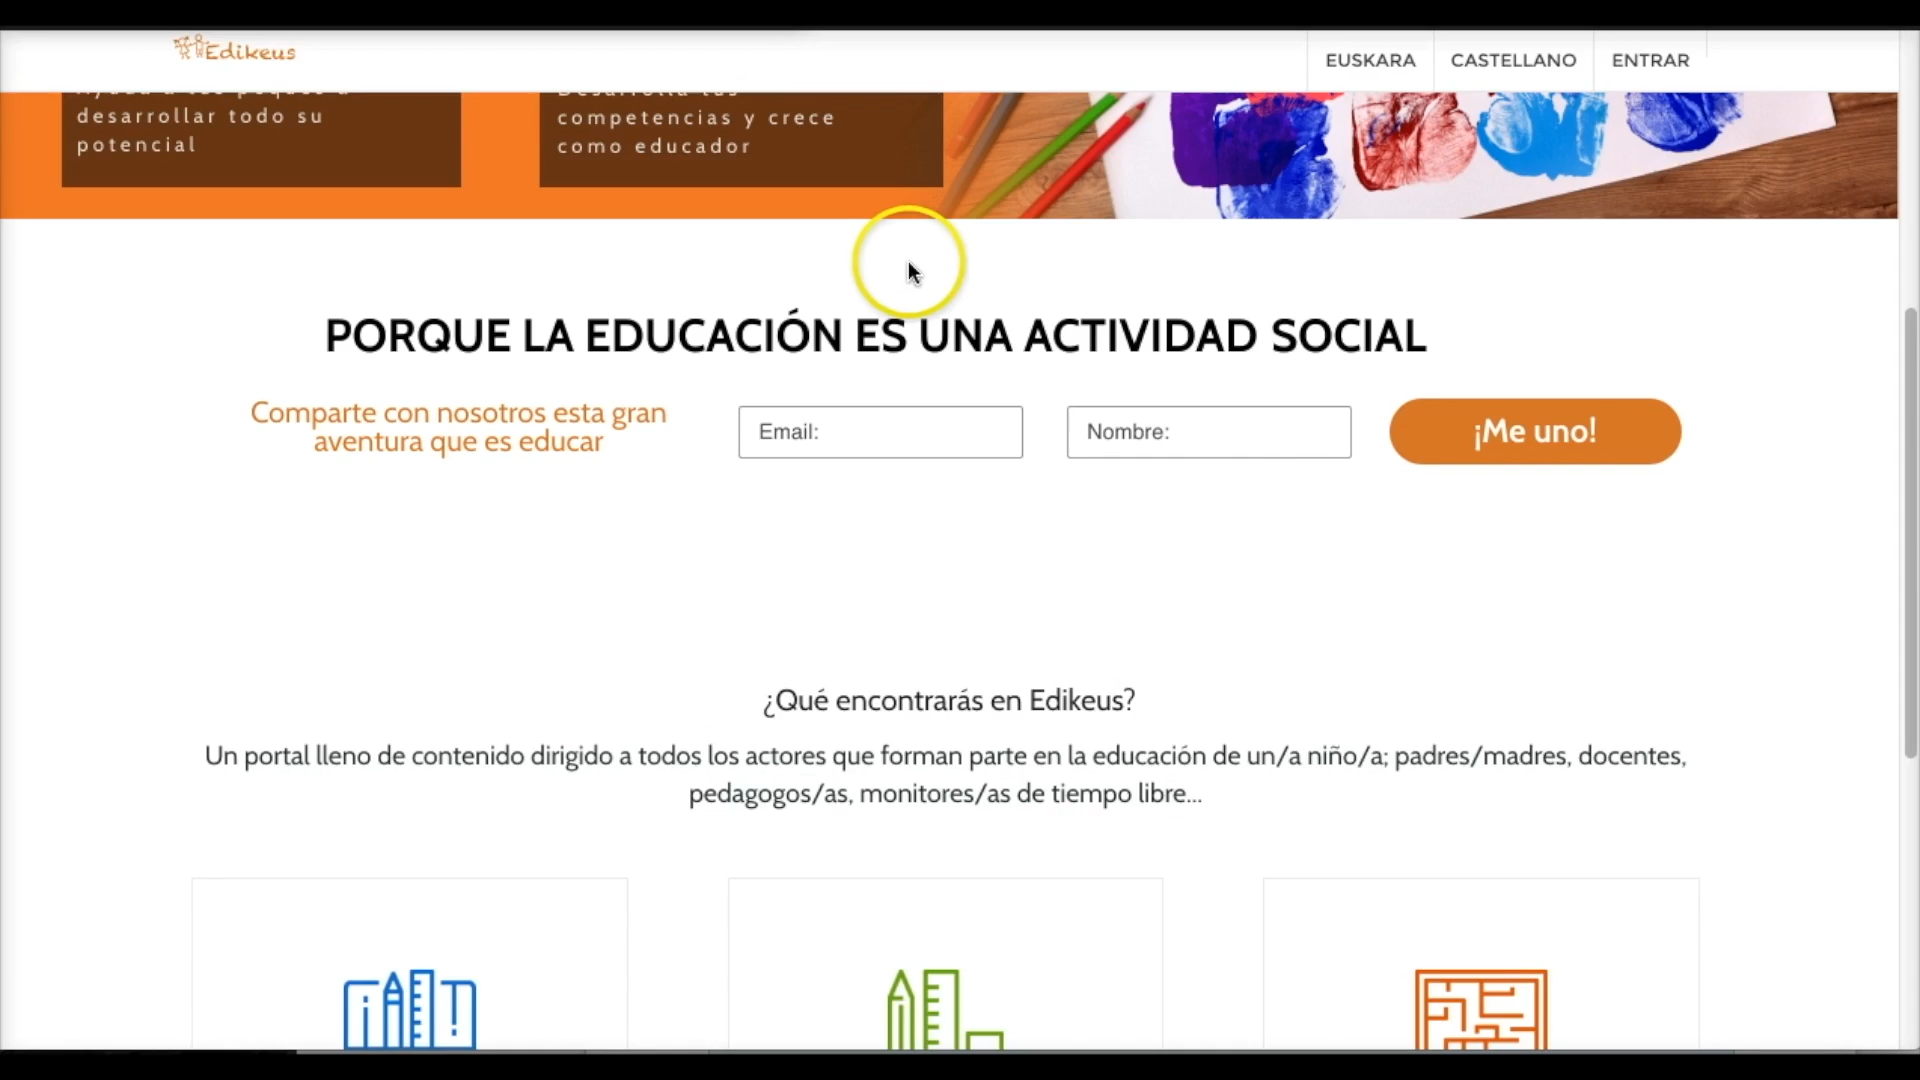 Edikeus
EUSKARA
CASTELLANO
ENTRAR
desarrollar todo su
potencial
competencias y crece
como educador
PORQUE LA EDUCACIÓN ES UNA ACTIVIDAD SOCIAL
Comparte con nosotros esta gran
aventura que es educar
Email:
Nombre:
¡Me uno!
¿Qué encontrarás en Edikeus?
Un portal lleno de contenido dirigido a todos los actores que forman parte en la educación de un/a niño/a; padres/madres, docentes,
pedagogos/as, monitores/as de tiempo libre...